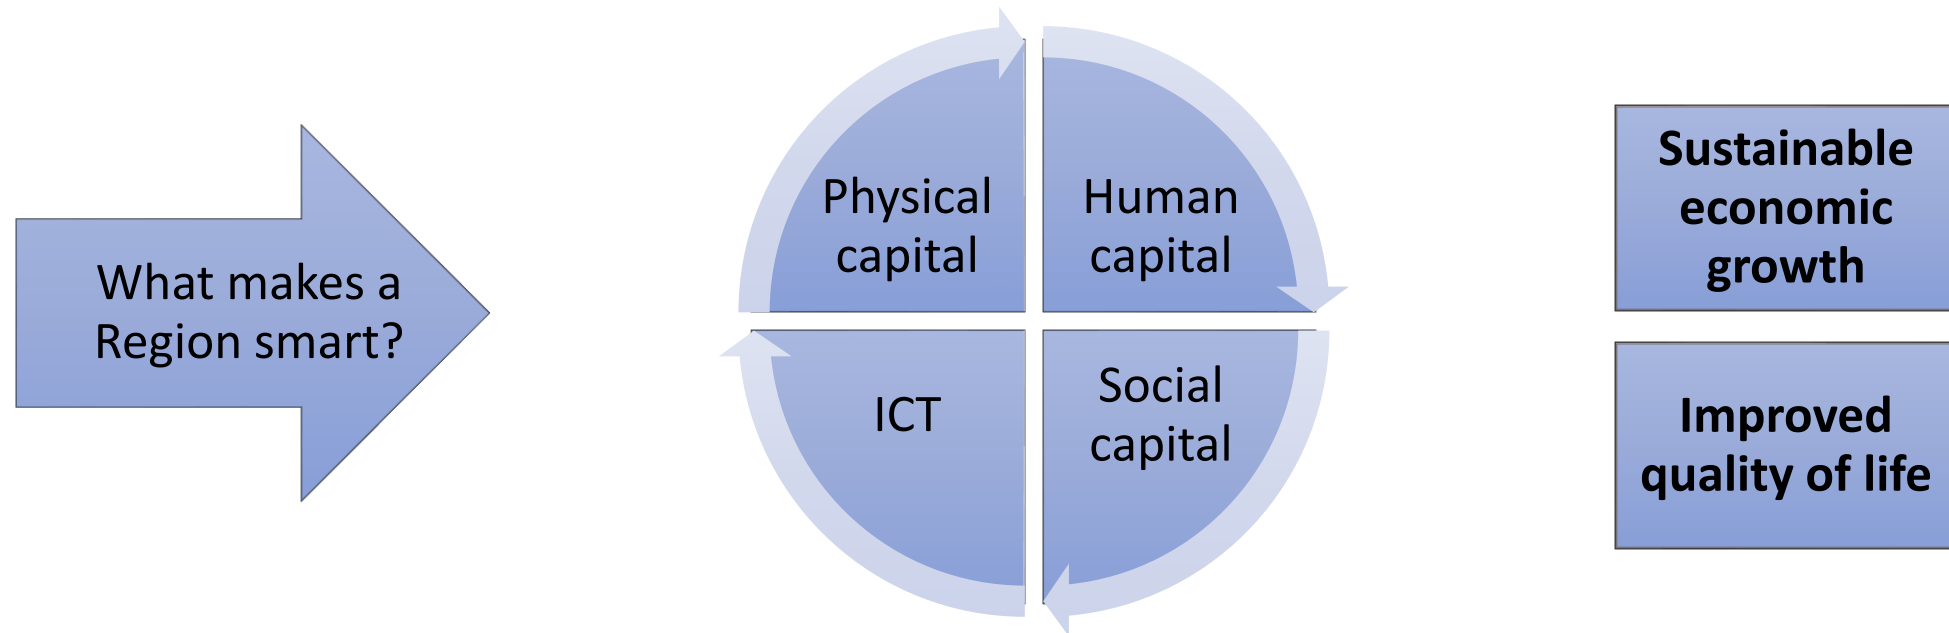 What makes a
Region smart?
Physical
capital
Human
capital
ICT
Social
capital
Sustainable
economic
growth
Improved
quality of life